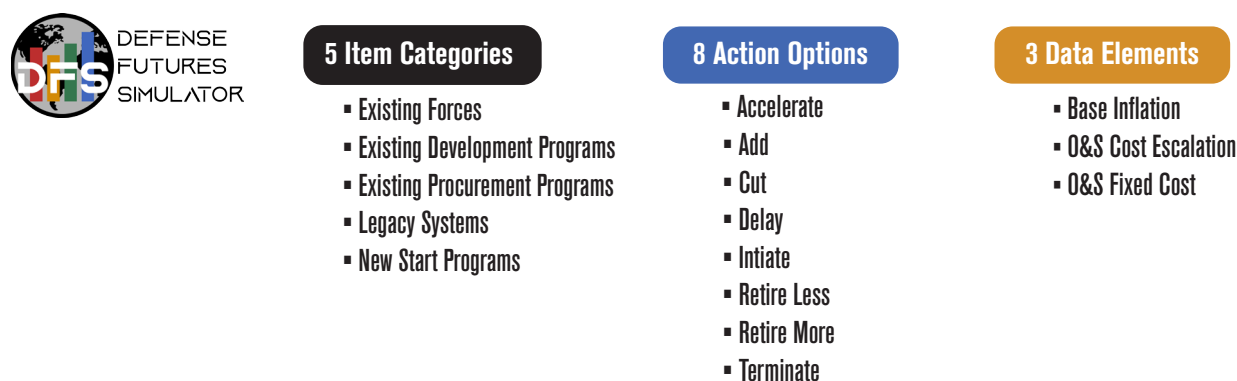 DFS
DEFENSE
FUTURES
SIMULATOR
5 Item Categories
▪ Existing Forces
▪ Existing Development Programs
▪ Existing Procurement Programs
▪ Legacy Systems
▪ New Start Programs
8 Action Options
▪ Accelerate
▪ Add
▪ Cut
▪ Delay
▪ Intiate
▪ Retire Less
▪ Retire More
▪ Terminate
3 Data Elements
▪ Base Inflation
▪ O&S Cost Escalation
▪ O&S Fixed Cost